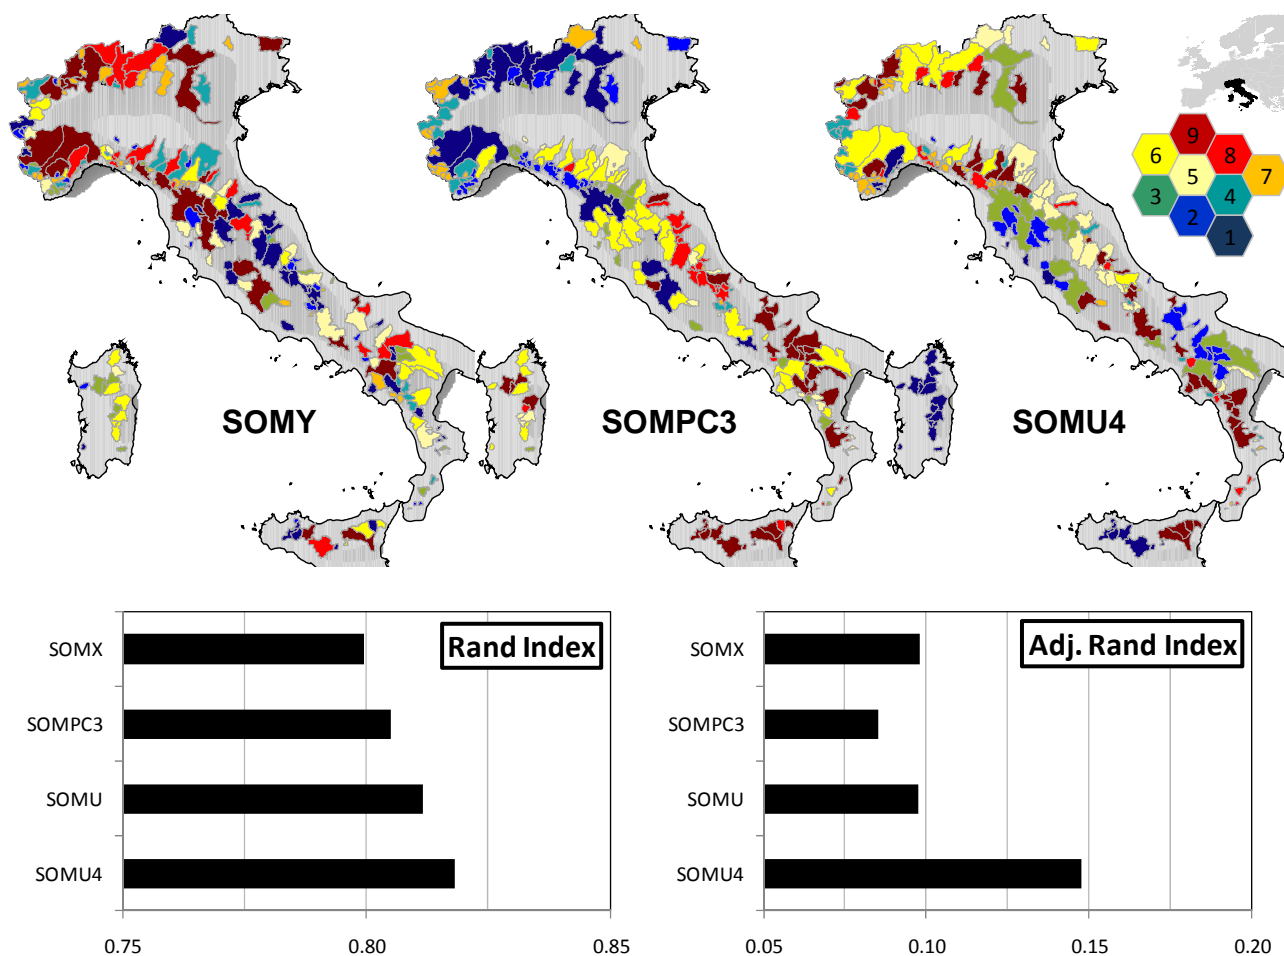 9
6
8
5
7
3
4
2
1
SOMY
SOMPC3
SOMU4
Rand Index
SOMX
SOMPC3
SOMU
SOMU4
0.75
0.80
0.85
Adj. Rand Index
SOMX
SOMPC3
SOMU
SOMU4
0.05
0.10
0.15
0.20